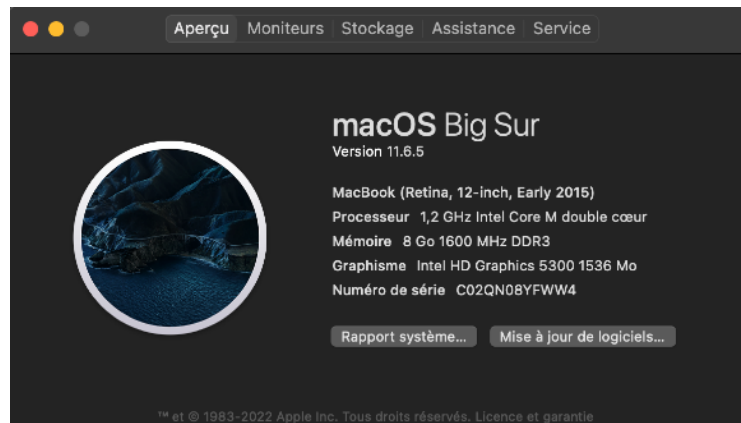 Aperçu Moniteurs Stockage Assistance Service
macOS Big Sur
Version 11.6.5
MacBook (Retina, 12-inch, Early 2015)
Processeur 1,2 GHz Intel Core M double cœur
Mémoire 8 Go 1600 MHz DDR3
Graphisme Intel HD Graphics 5300 1536 Mo
Numéro de série C02QN08YFWW4
Rapport système... Mise à jour de logiciels...
™ et © 1983-2022 Apple Inc. Tous droits réservés. Licence et garantie